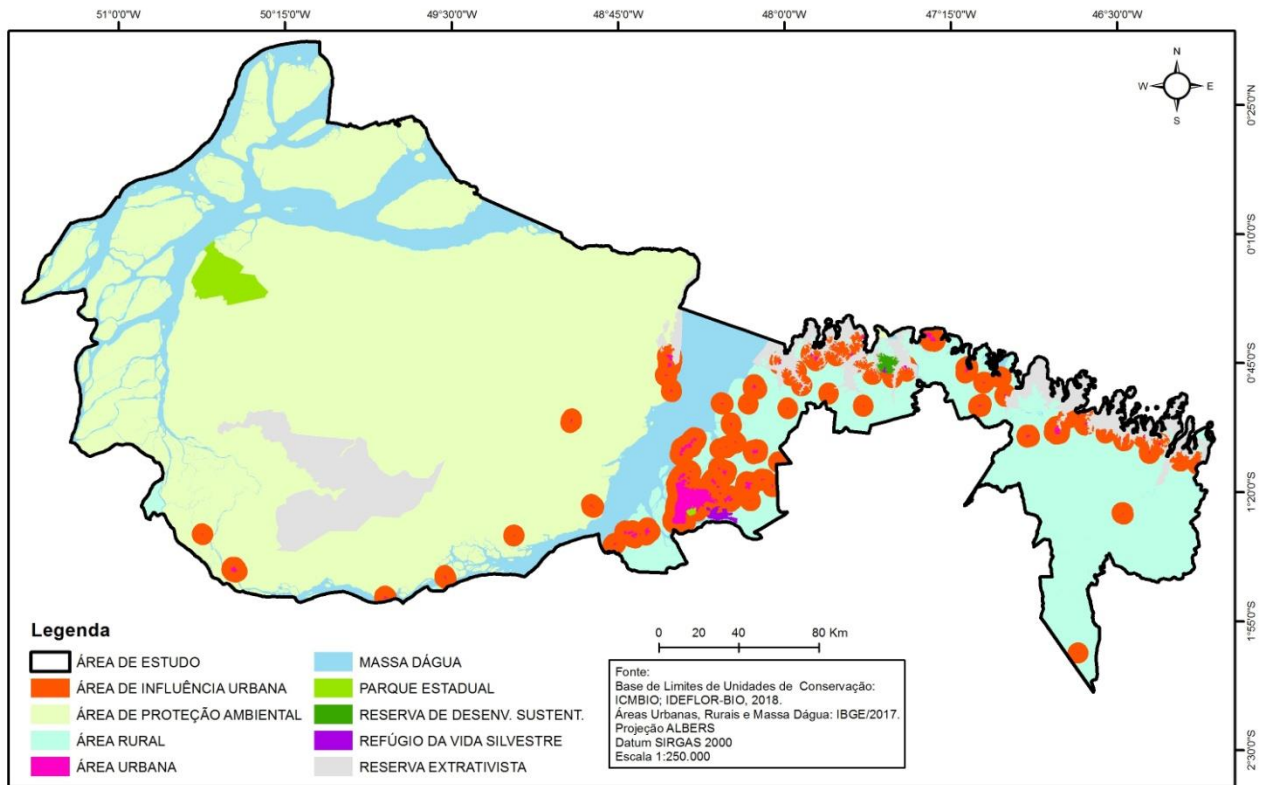 51°0'0"W 50°15'0"W 49°30'0"W 48°45'0"W 48°0'0"W 47°15'0"W 46°30'0"W
N
W E
S
0°25'0"N
0°10'0"S
0°45'0"S
1°20'0"S
1°55'0"S
2°30'0"S
Legenda
ÁREA DE ESTUDO
ÁREA DE INFLUÊNCIA URBANA
ÁREA DE PROTEÇÃO AMBIENTAL
ÁREA RURAL
ÁREA URBANA
MASSA DÁGUA
PARQUE ESTADUAL
RESERVA DE DESENV. SUSTENT.
REFÚGIO DA VIDA SILVESTRE
RESERVA EXTRATIVISTA
0 20 40 80 Km
Fonte:
Base de Limites de Unidades de Conservação:
ICMBIO; IDEFLOR-BIO, 2018.
Áreas Urbanas, Rurais e Massa Dágua: IBGE/2017.
Projeção ALBERS
Datum SIRGAS 2000
Escala 1:250.000